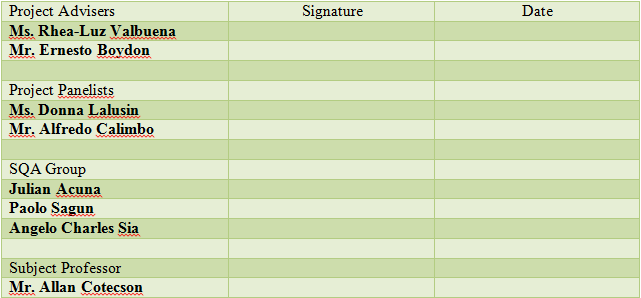 Project Advisers Signature Date
Ms. Rhea-Luz Valbuena
Mr. Ernesto Boydon
Project Panelists
Ms. Donna Lalusin
Mr. Alfredo Calimbo
SQA Group
Julian Acuna
Paolo Sagun
Angelo Charles Sia
Subject Professor
Mr. Allan Cotecson